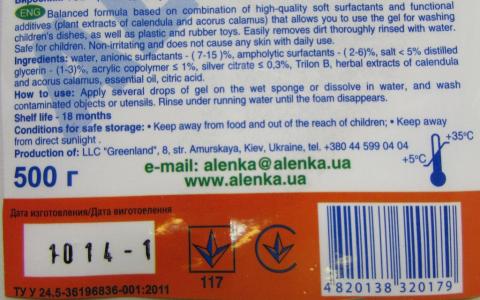 ENG Balanced formula based on combination of high-quality soft surfactants and functional
additives (plant extracts of calendula and acorus calamus) that allows you to use the gel for washing
children's dishes, as well as plastic and rubber toys. Easily removes dirt thoroughly rinsed with water.
Safe for children. Non-irritating and does not cause any skin with daily use.
Ingredients: water, anionic surfactants - (7-15 )%, ampholytic surfactants - ( 2-6)%, salt < 5% distilled
glycerin - (1-3)%, acrylic copolymer ≤ 1%, silver citrate ≤ 0,3%, Trilon B, herbal extracts of calendula
and acorus calamus, essential oil, citric acid.
How to use: Apply several drops of gel on the wet sponge or dissolve in water, and wash
contaminated objects or utensils. Rinse under running water until the foam disappears.
Shelf life - 18 months
Conditions for safe storage: • Keep away from food and out of the reach of children; • Keep away
from direct sunlight .
Production of: LLC "Greenland", 8, str. Amurskaya, Kiev, Ukraine, tel. +380 44 599 04 04
+35°C
+5°C
e-mail: alenka@alenka.ua
www.alenka.ua
500 г
Дата изготовления/Дата виготоелення
1014-1
117
ТУ У 24.5-36196836-001:2011
4 820138 320179